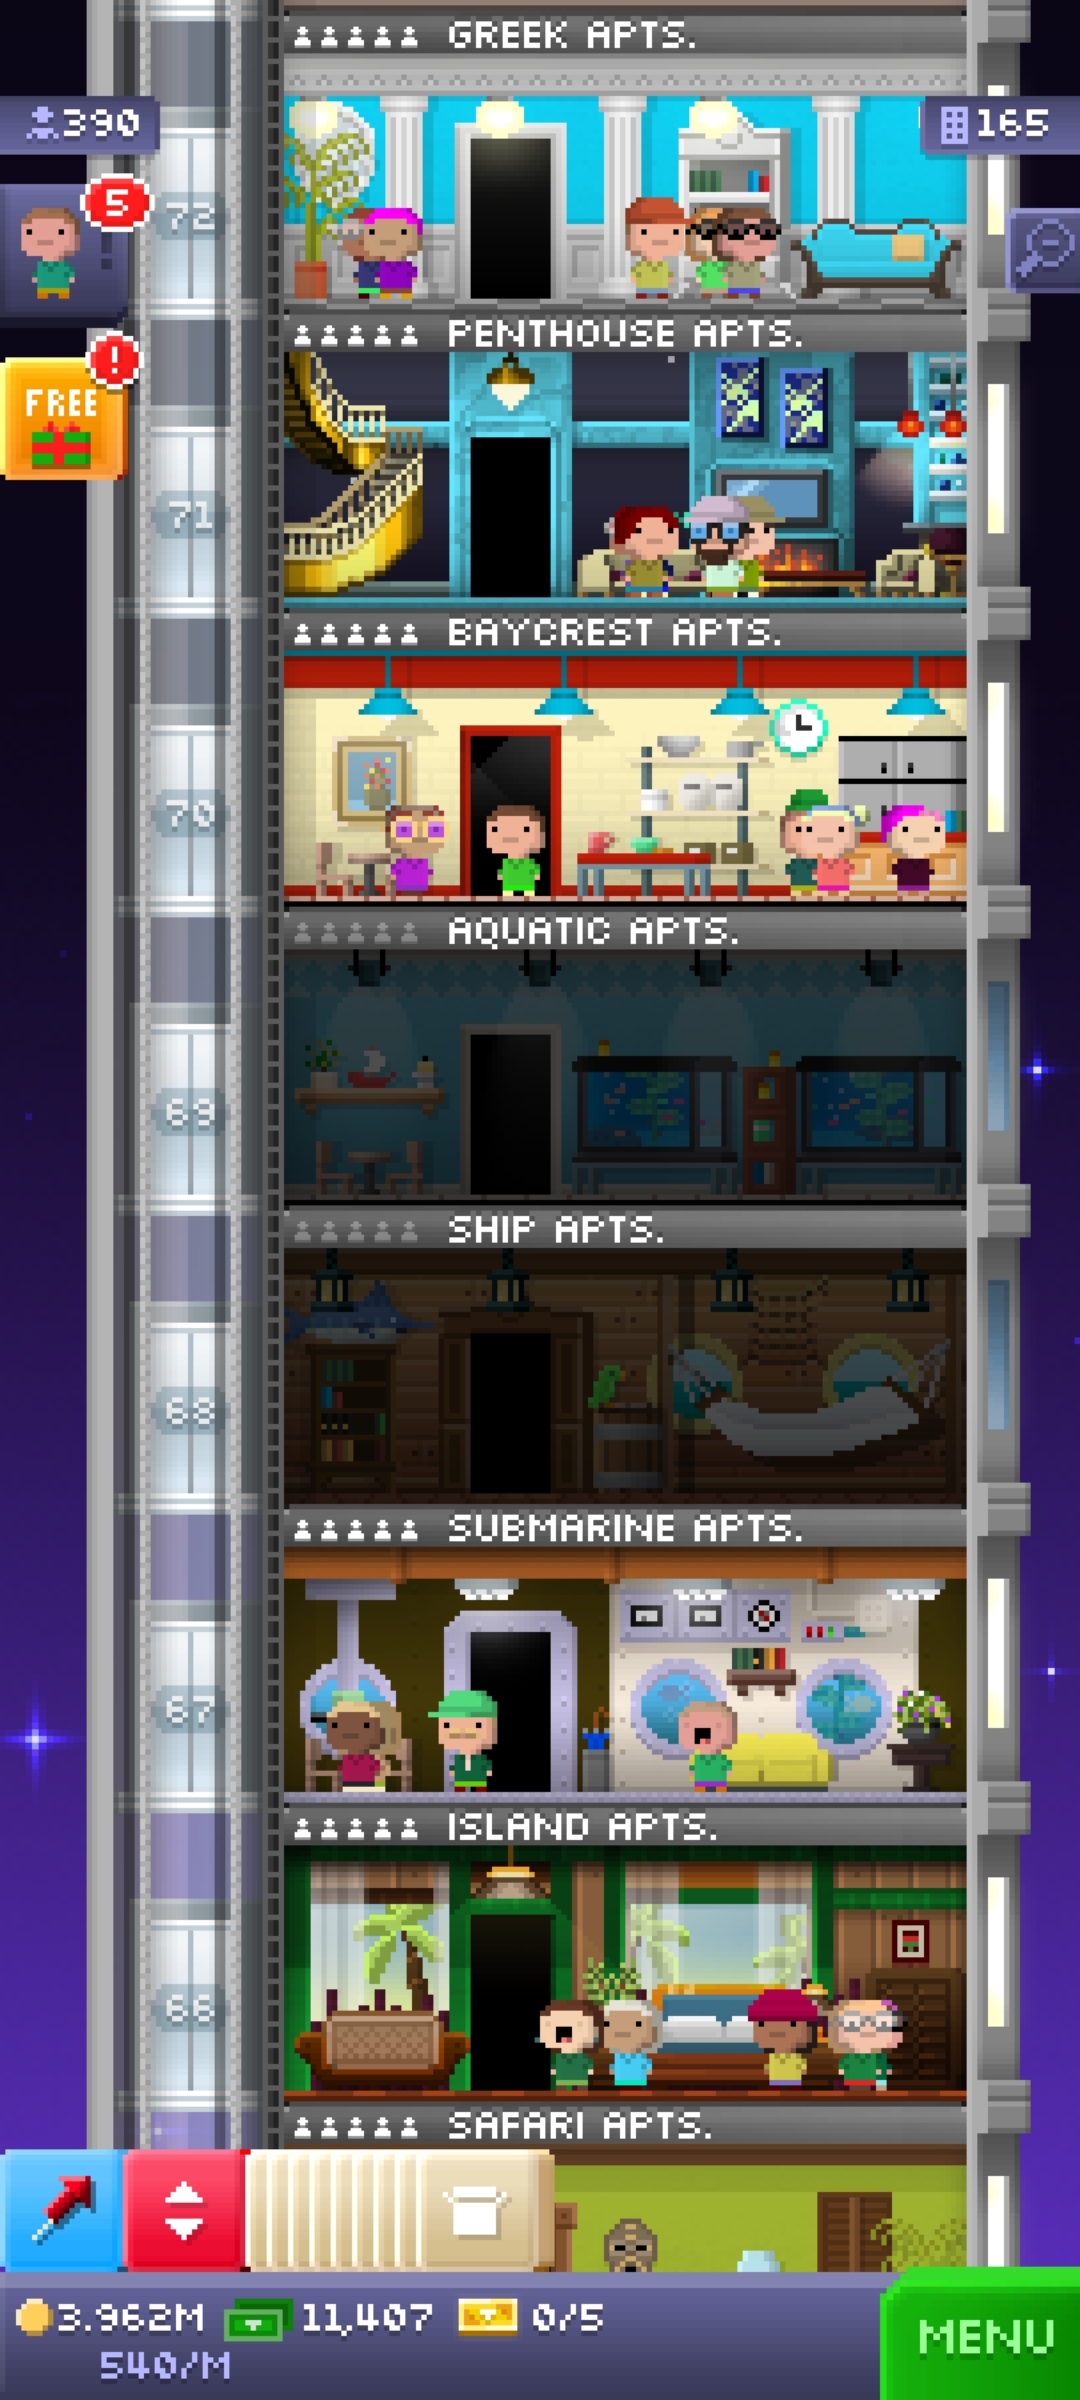 GREEK APTS.
390
165
5
72
PENTHOUSE APTS.
!
FREE
71
BAYCREST APTS.
70
AQUATIC APTS.
69
SHIP APTS.
68
SUBMARINE APTS.
67
ISLAND APTS.
66
SAFARI APTS.
3.962M 11,407 0/5
540/M
MENU